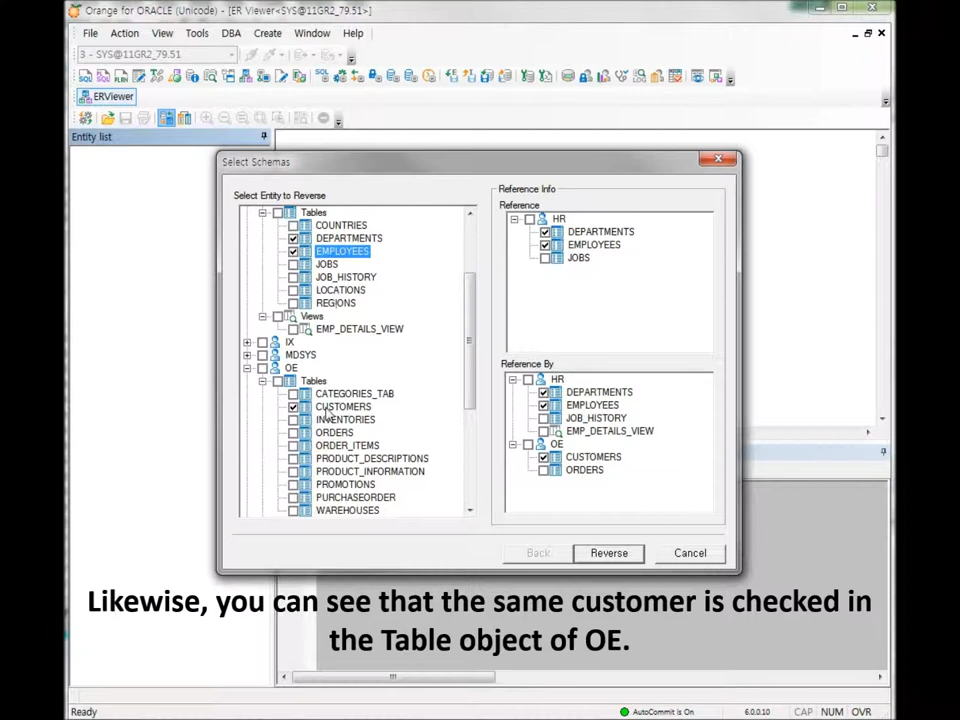 Orange for ORACLE (Unicode) - [ER Viewer<SYS@11GR2_79.51>]
File Action View Tools DBA Create Window Help
3 - SYS@11GR2_79.51
ERViewer
Entity list
Select Schemas
Select Entity to Reverse
Tables
COUNTRIES
DEPARTMENTS
EMPLOYEES
JOBS
JOB_HISTORY
LOCATIONS
REGIONS
Views
EMP_DETAILS_VIEW
IX
MDSYS
OE
Tables
CATEGORIES_TAB
CUSTOMERS
INVENTORIES
ORDERS
ORDER_ITEMS
PRODUCT_DESCRIPTIONS
PRODUCT_INFORMATION
PROMOTIONS
PURCHASEORDER
WAREHOUSES
Reference Info
Reference
HR
DEPARTMENTS
EMPLOYEES
JOBS
Reference By
HR
DEPARTMENTS
EMPLOYEES
JOB_HISTORY
EMP_DETAILS_VIEW
OE
CUSTOMERS
ORDERS
Back Reverse Cancel
Likewise, you can see that the same customer is checked in
the Table object of OE.
Ready AutoCommit is On 6.0.0.10 CAP NUM OVR